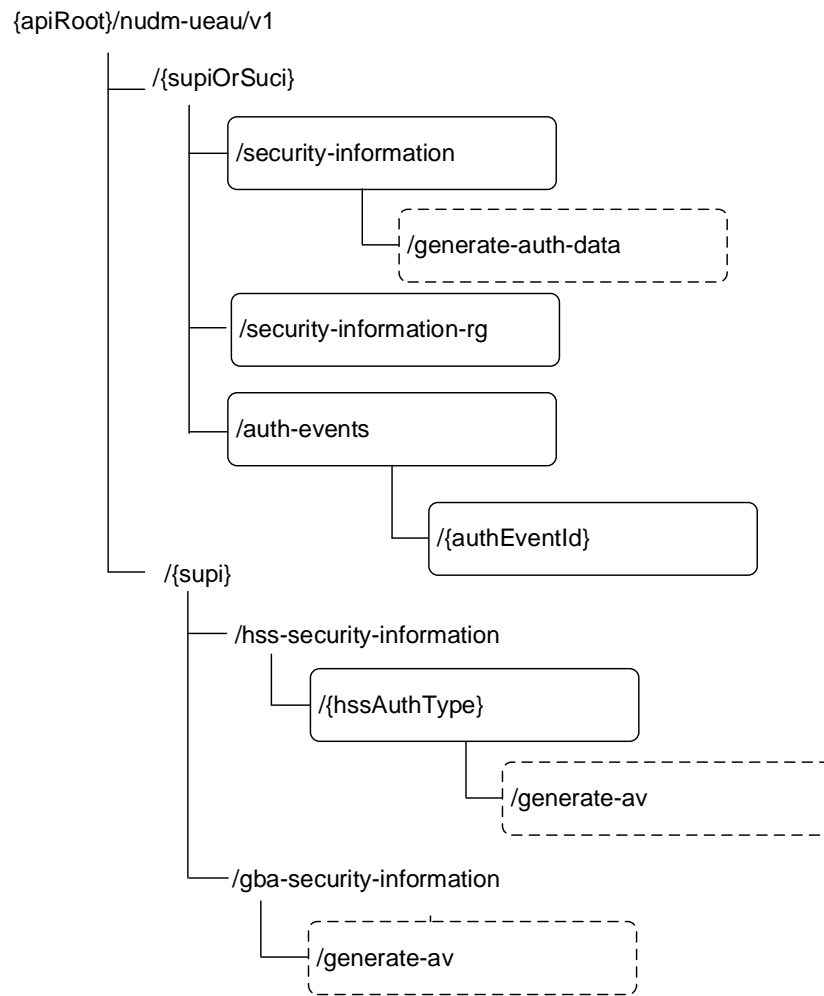 {apiRoot}/nudm-ueau/v1
/{supiOrSuci}
/security-information
/generate-auth-data
/security-information-rg
/auth-events
/{authEventId}
/{supi}
/hss-security-information
/{hssAuthType}
/generate-av
/gba-security-information
/generate-av